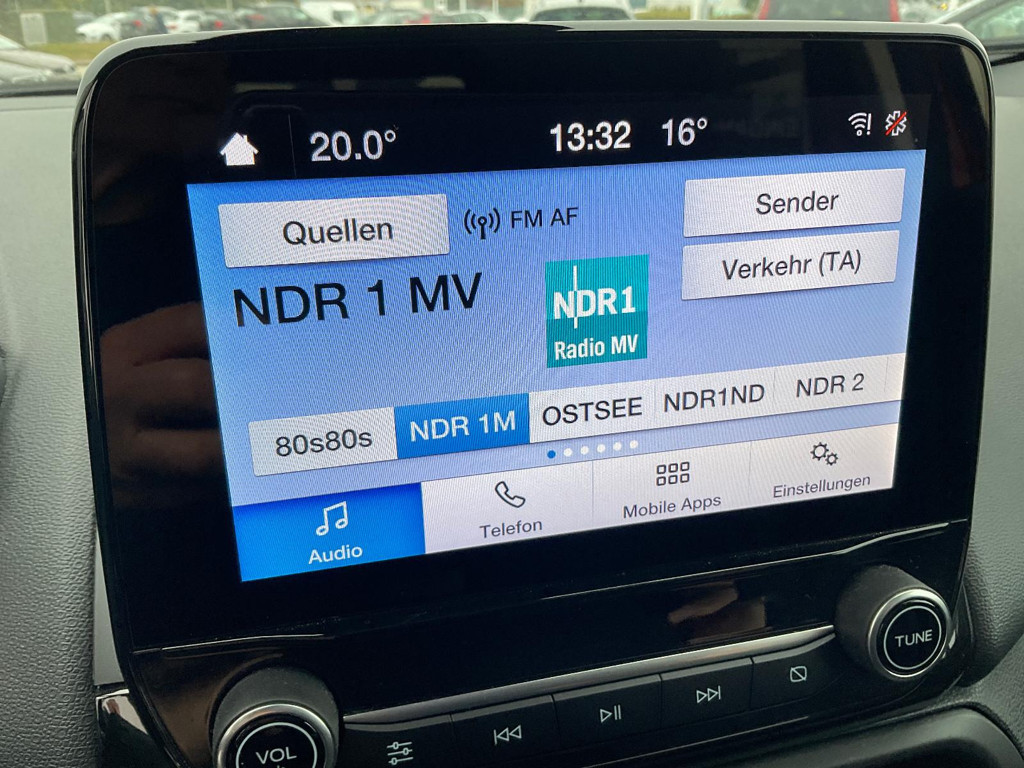 20.0° 13:32 16°
Quellen FM AF Sender
Verkehr (TA)
NDR 1 MV
NDR1
Radio MV
80s80s NDR 1M OSTSEE NDR1ND NDR 2
Audio Telefon Mobile Apps Einstellungen
TUNE
VOL